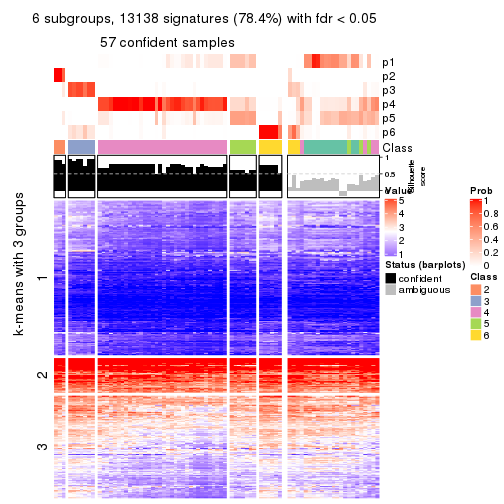 6 subgroups, 13138 signatures (78.4%) with fdr < 0.05
57 confident samples
p1
p2
p3
p4
p5
p6
Class
1
0.5
0
Silhouette
score
k-means with 3 groups
1
2
3
Value
5
4
3
2
1
Status (barplots)
confident
ambiguous
Prob
1
0.8
0.6
0.4
0.2
0
Class
2
3
4
5
6